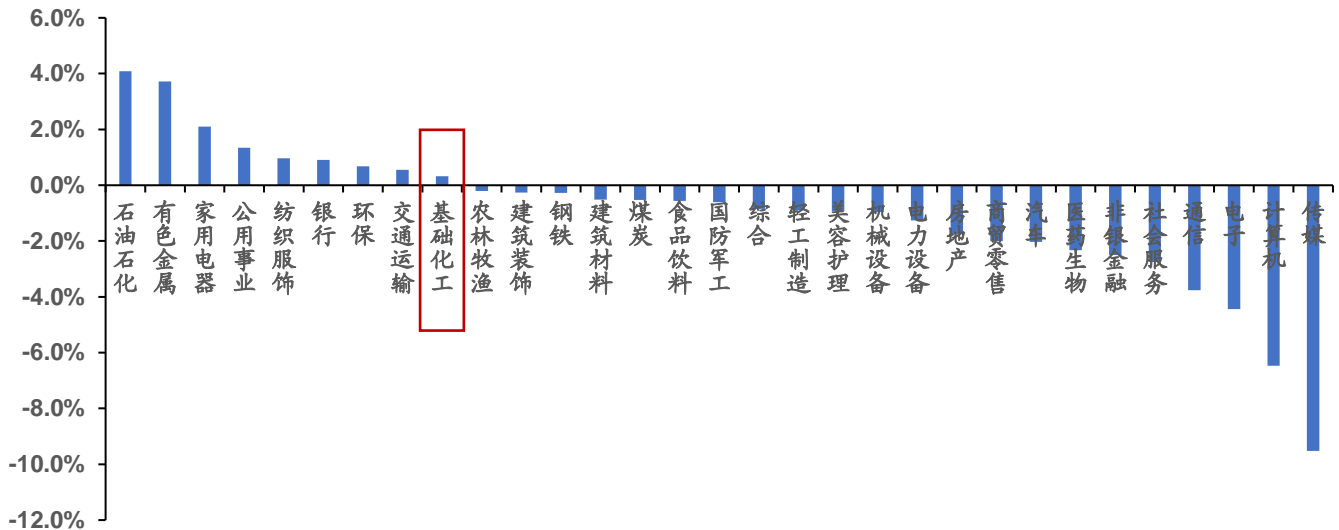 6.0%
4.0%
2.0%
0.0%
-2.0%
-4.0%
-6.0%
-8.0%
-10.0%
-12.0%
石油石化
有色金属
家用电器
公用事业
纺织服饰
银行
环保
交通运输
基础化工
农林牧渔
建筑装饰
钢铁
建筑材料
煤炭
食品饮料
国防军工
综合
轻工制造
美容护理
机械设备
电力设备
房地产
商贸零售
汽车
医药生物
非银金融
社会服务
通信
电子
计算机
传媒